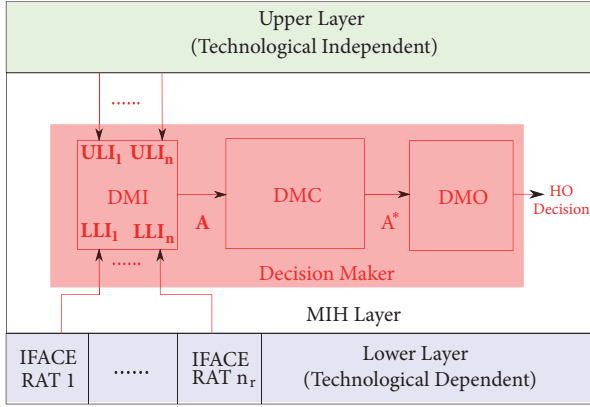 Upper Layer
(Technological Independent)
......
ULI₁ ULIₙ
DMI
LLI₁ LLIₙ
......
A
DMC
A*
DMO
HO
Decision
Decision Maker
MIH Layer
IFACE
RAT 1
......
IFACE
RAT nᵣ
Lower Layer
(Technological Dependent)